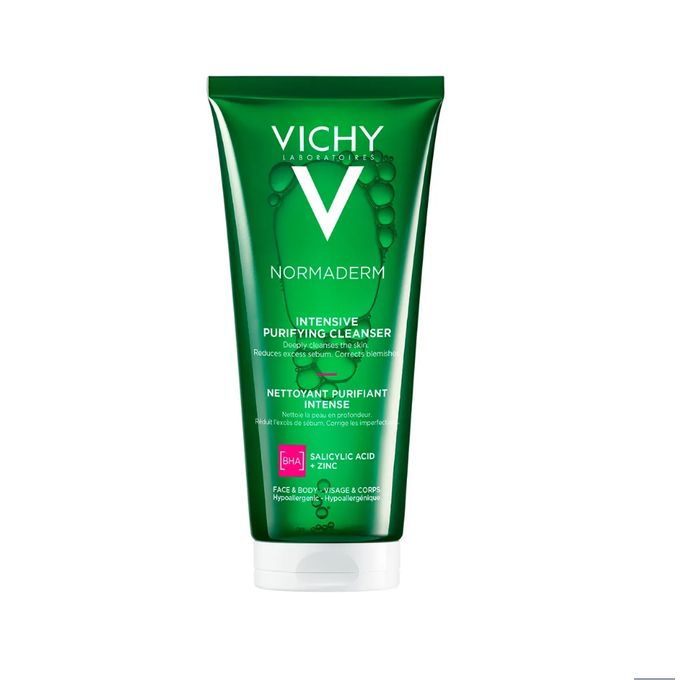 VICHY
LABORATOIRES
V
NORMADERM
INTENSIVE
PURIFYING CLEANSER
Deeply cleanses the skin.
Reduces excess sebum. Corrects
NETTOYANT PURIFIANT
INTENSE
Nettoie la peau en profondeur.
Réduit l'excès de sébum. Corrige les
[BHA]
SALICYLIC ACID
+ ZINC
FACE & BODY - VISAGE & CORPS
Hypoallergenic - Hypoallergénique